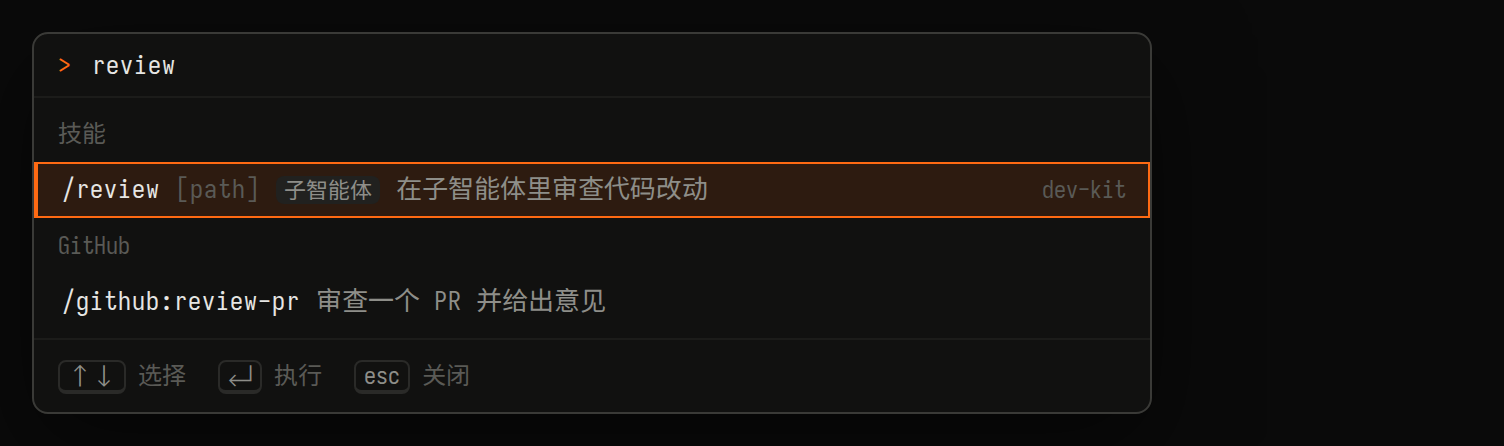 > review
技能
/review [path] 子智能体 在子智能体里审查代码改动 dev-kit
GitHub
/github:review-pr 审查一个 PR 并给出意见
↑↓ 选择 ↵ 执行 esc 关闭